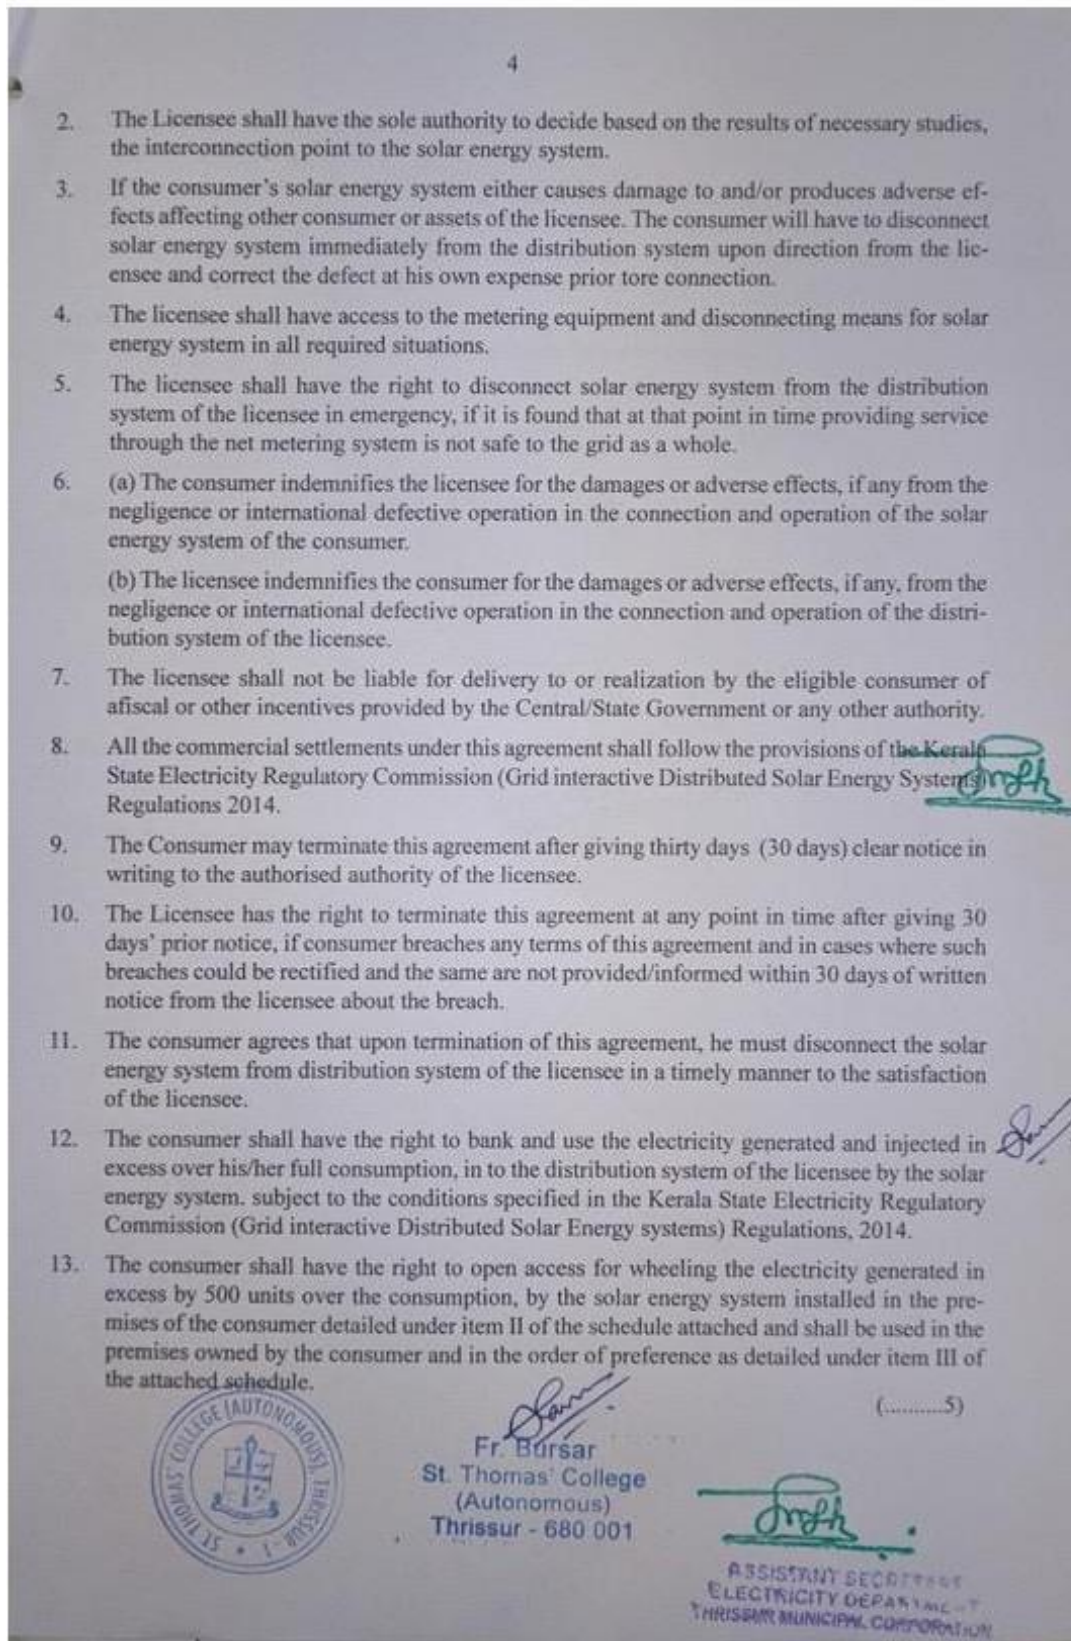 4
2. The Licensee shall have the sole authority to decide based on the results of necessary studies,
the interconnection point to the solar energy system.
3. If the consumer's solar energy system either causes damage to and/or produces adverse ef-
fects affecting other consumer or assets of the licensee. The consumer will have to disconnect
solar energy system immediately from the distribution system upon direction from the lic-
ensee and correct the defect at his own expense prior tore connection.
4. The licensee shall have access to the metering equipment and disconnecting means for solar
energy system in all required situations.
5. The licensee shall have the right to disconnect solar energy system from the distribution
system of the licensee in emergency, if it is found that at that point in time providing service
through the net metering system is not safe to the grid as a whole.
6. (a) The consumer indemnifies the licensee for the damages or adverse effects, if any from the
negligence or international defective operation in the connection and operation of the solar
energy system of the consumer.
(b) The licensee indemnifies the consumer for the damages or adverse effects, if any, from the
negligence or international defective operation in the connection and operation of the distri-
bution system of the licensee.
7. The licensee shall not be liable for delivery to or realization by the eligible consumer of
afiscal or other incentives provided by the Central/State Government or any other authority.
8. All the commercial settlements under this agreement shall follow the provisions of the Kerala
State Electricity Regulatory Commission (Grid interactive Distributed Solar Energy Systems)
Regulations 2014.
9. The Consumer may terminate this agreement after giving thirty days (30 days) clear notice in
writing to the authorised authority of the licensee.
10. The Licensee has the right to terminate this agreement at any point in time after giving 30
days' prior notice, if consumer breaches any terms of this agreement and in cases where such
breaches could be rectified and the same are not provided/informed within 30 days of written
notice from the licensee about the breach.
11. The consumer agrees that upon termination of this agreement, he must disconnect the solar
energy system from distribution system of the licensee in a timely manner to the satisfaction
of the licensee.
12. The consumer shall have the right to bank and use the electricity generated and injected in
excess over his/her full consumption, in to the distribution system of the licensee by the solar
energy system. subject to the conditions specified in the Kerala State Electricity Regulatory
Commission (Grid interactive Distributed Solar Energy systems) Regulations, 2014.
13. The consumer shall have the right to open access for wheeling the electricity generated in
excess by 500 units over the consumption, by the solar energy system installed in the pre-
mises of the consumer detailed under item II of the schedule attached and shall be used in the
premises owned by the consumer and in the order of preference as detailed under item III of
the attached schedule.
(..........5)
ST. THOMAS' COLLEGE (AUTONOMOUS), THRISSUR - 1
Fr. Bursar
St. Thomas' College
(Autonomous)
Thrissur - 680 001
ASSISTANT SECRETARY
ELECTRICITY DEPARTMENT
THRISSUR MUNICIPAL CORPORATION